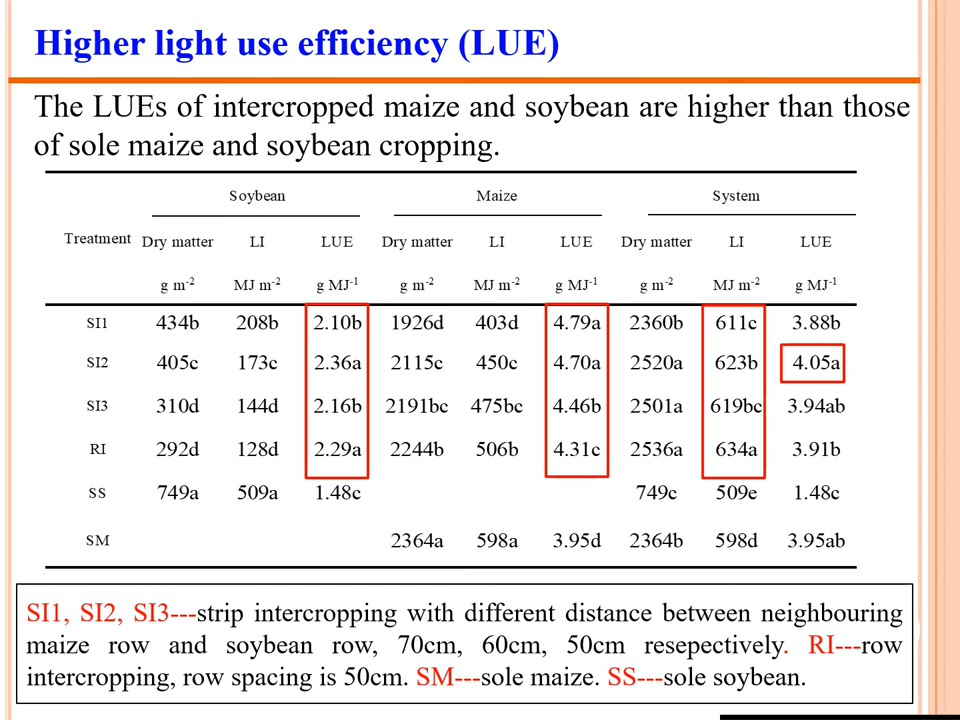 Higher light use efficiency (LUE)
The LUEs of intercropped maize and soybean are higher than those
of sole maize and soybean cropping.
Soybean Maize System
Treatment Dry matter LI LUE Dry matter LI LUE Dry matter LI LUE
g m-2 MJ m-2 g MJ-1 g m-2 MJ m-2 g MJ-1 g m-2 MJ m-2 g MJ-1
SI1 434b 208b 2.10b 1926d 403d 4.79a 2360b 611c 3.88b
SI2 405c 173c 2.36a 2115c 450c 4.70a 2520a 623b 4.05a
SI3 310d 144d 2.16b 2191bc 475bc 4.46b 2501a 619bc 3.94ab
RI 292d 128d 2.29a 2244b 506b 4.31c 2536a 634a 3.91b
SS 749a 509a 1.48c 749c 509e 1.48c
SM 2364a 598a 3.95d 2364b 598d 3.95ab
SI1, SI2, SI3---strip intercropping with different distance between neighbouring
maize row and soybean row, 70cm, 60cm, 50cm resepectively. RI---row
intercropping, row spacing is 50cm. SM---sole maize. SS---sole soybean.